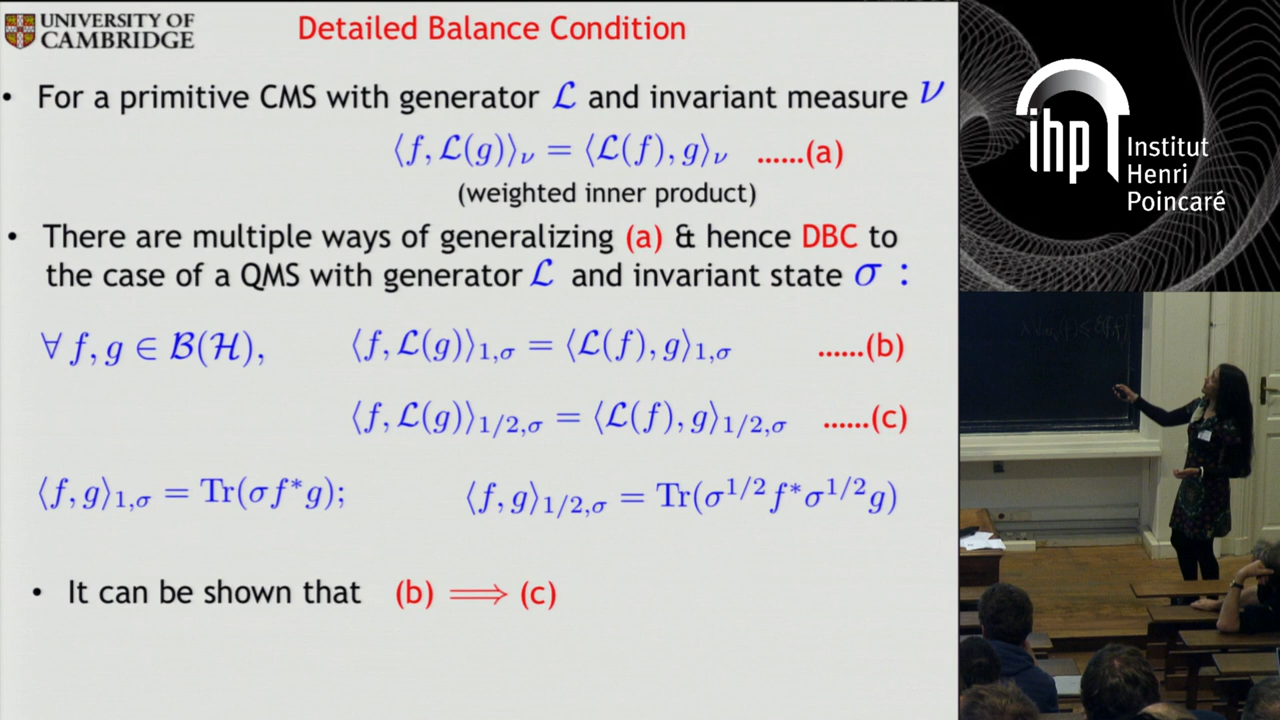 UNIVERSITY OF
CAMBRIDGE
Detailed Balance Condition
• For a primitive CMS with generator ℒ and invariant measure ν
⟨f, ℒ(g)⟩_ν = ⟨ℒ(f), g⟩_ν ......(a)
(weighted inner product)
• There are multiple ways of generalizing (a) & hence DBC to
the case of a QMS with generator ℒ and invariant state σ :
∀ f, g ∈ ℬ(ℋ), ⟨f, ℒ(g)⟩_{1,σ} = ⟨ℒ(f), g⟩_{1,σ} ......(b)
⟨f, ℒ(g)⟩_{1/2,σ} = ⟨ℒ(f), g⟩_{1/2,σ} ......(c)
⟨f, g⟩_{1,σ} = Tr(σf*g); ⟨f, g⟩_{1/2,σ} = Tr(σ^{1/2} f* σ^{1/2} g)
• It can be shown that (b) ⟹ (c)
ihp
Institut
Henri
Poincaré